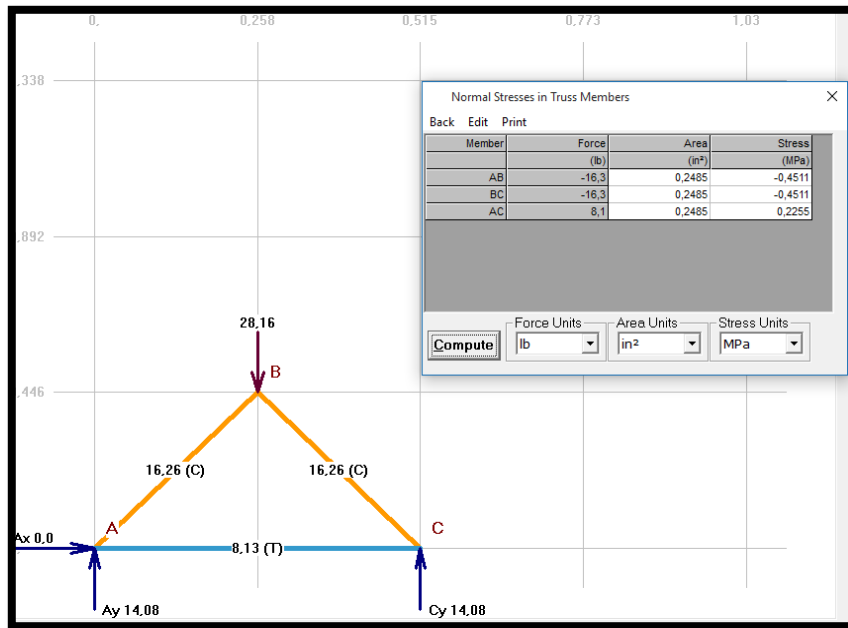 0, 0,258 0,515 0,773 1,03
,338
Normal Stresses in Truss Members
Back Edit Print
Member Force Area Stress
(lb) (in²) (MPa)
AB -16,3 0,2485 -0,4511
BC -16,3 0,2485 -0,4511
AC 8,1 0,2485 0,2255
,892
28,16
Compute
Force Units Area Units Stress Units
lb in² MPa
B
,446
16,26 (C) 16,26 (C)
A C
Ax 0,0 8,13 (T)
Ay 14,08 Cy 14,08